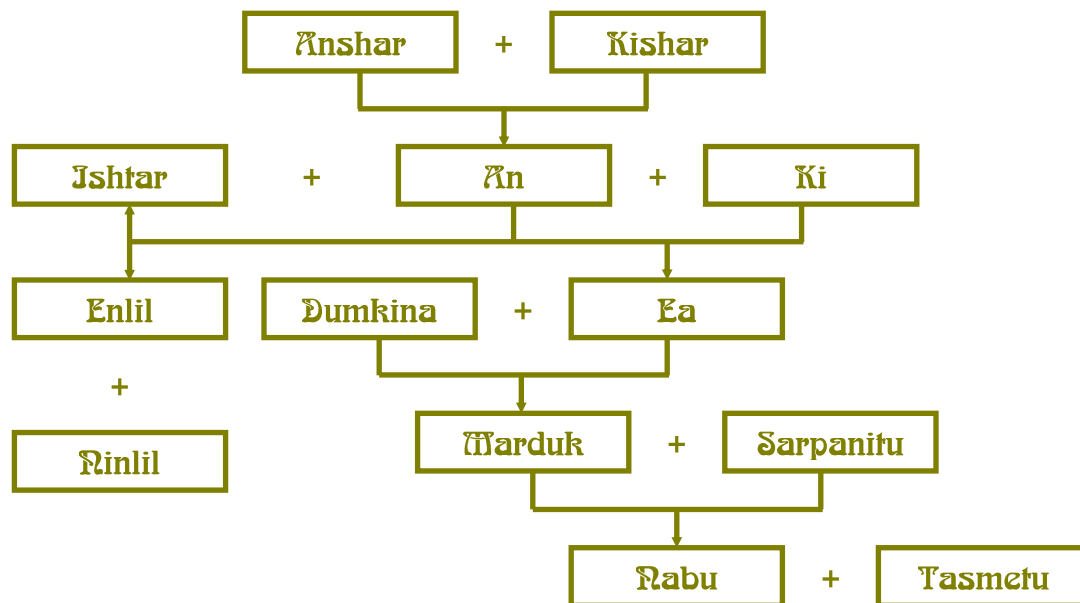 Anshar + Kishar
Ishtar + An + Ki
Enlil Dumkina + Ea
+
Marduk + Sarpanitu
Ninlil
Nabu + Tasmetu